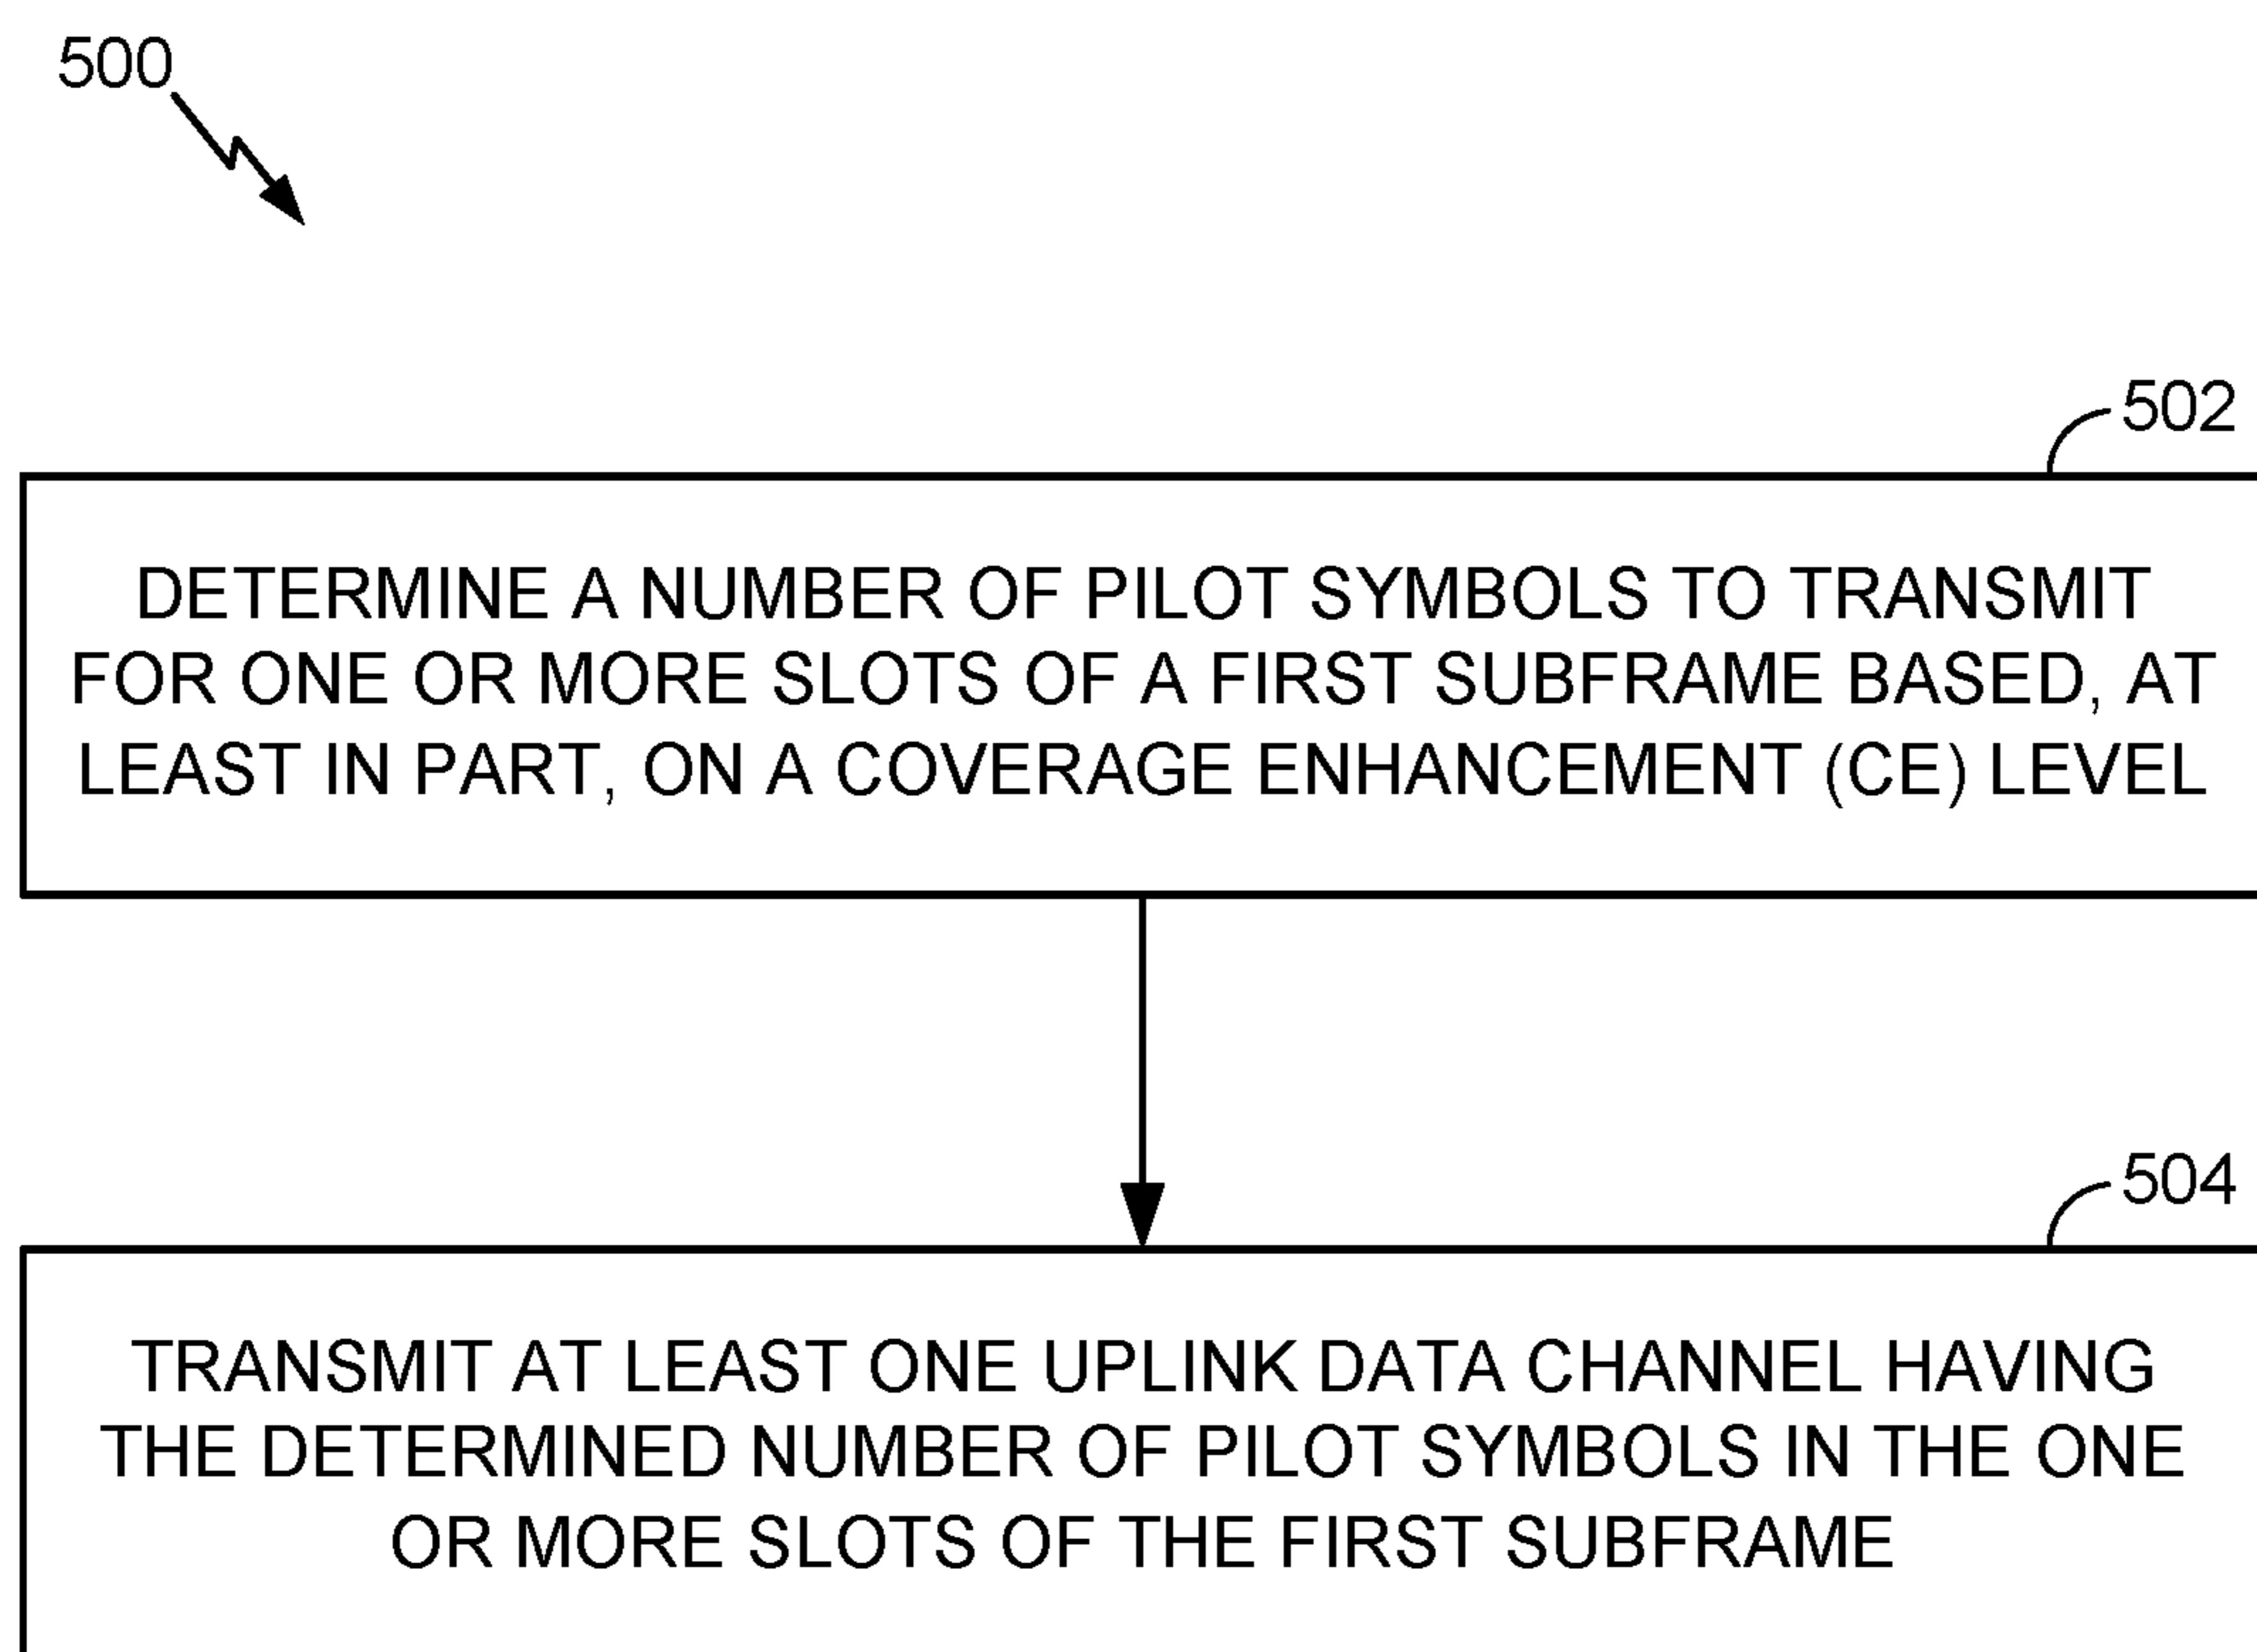 500
502
DETERMINE A NUMBER OF PILOT SYMBOLS TO TRANSMIT
FOR ONE OR MORE SLOTS OF A FIRST SUBFRAME BASED, AT
LEAST IN PART, ON A COVERAGE ENHANCEMENT (CE) LEVEL
504
TRANSMIT AT LEAST ONE UPLINK DATA CHANNEL HAVING
THE DETERMINED NUMBER OF PILOT SYMBOLS IN THE ONE
OR MORE SLOTS OF THE FIRST SUBFRAME